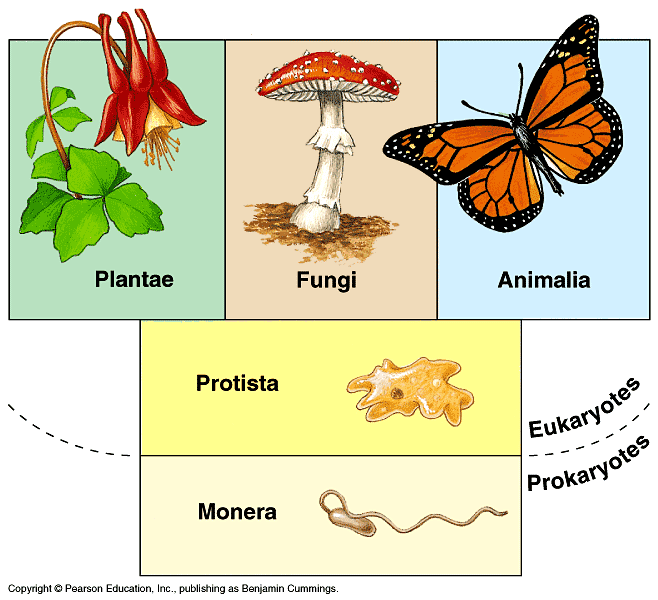 Plantae
Fungi
Animalia
Protista
Eukaryotes
Prokaryotes
Monera
Copyright © Pearson Education, Inc., publishing as Benjamin Cummings.